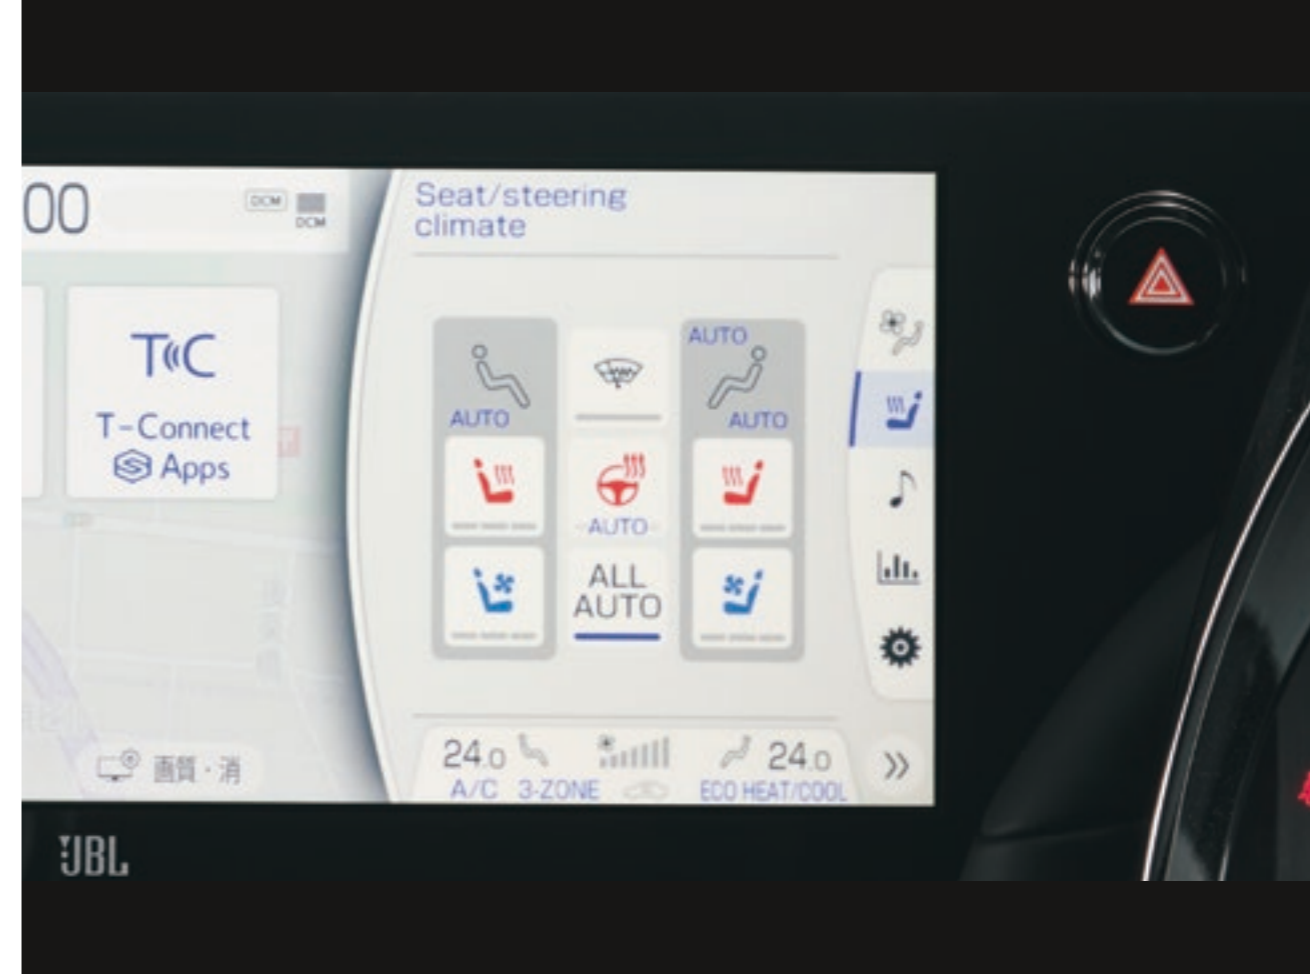 00
DCM
DCM
T«C
T-Connect
Apps
画質・消
Seat/steering
climate
AUTO
AUTO
AUTO
AUTO
ALL
AUTO
24.0
24.0
A/C 3-ZONE
ECO HEAT/COOL
JBL